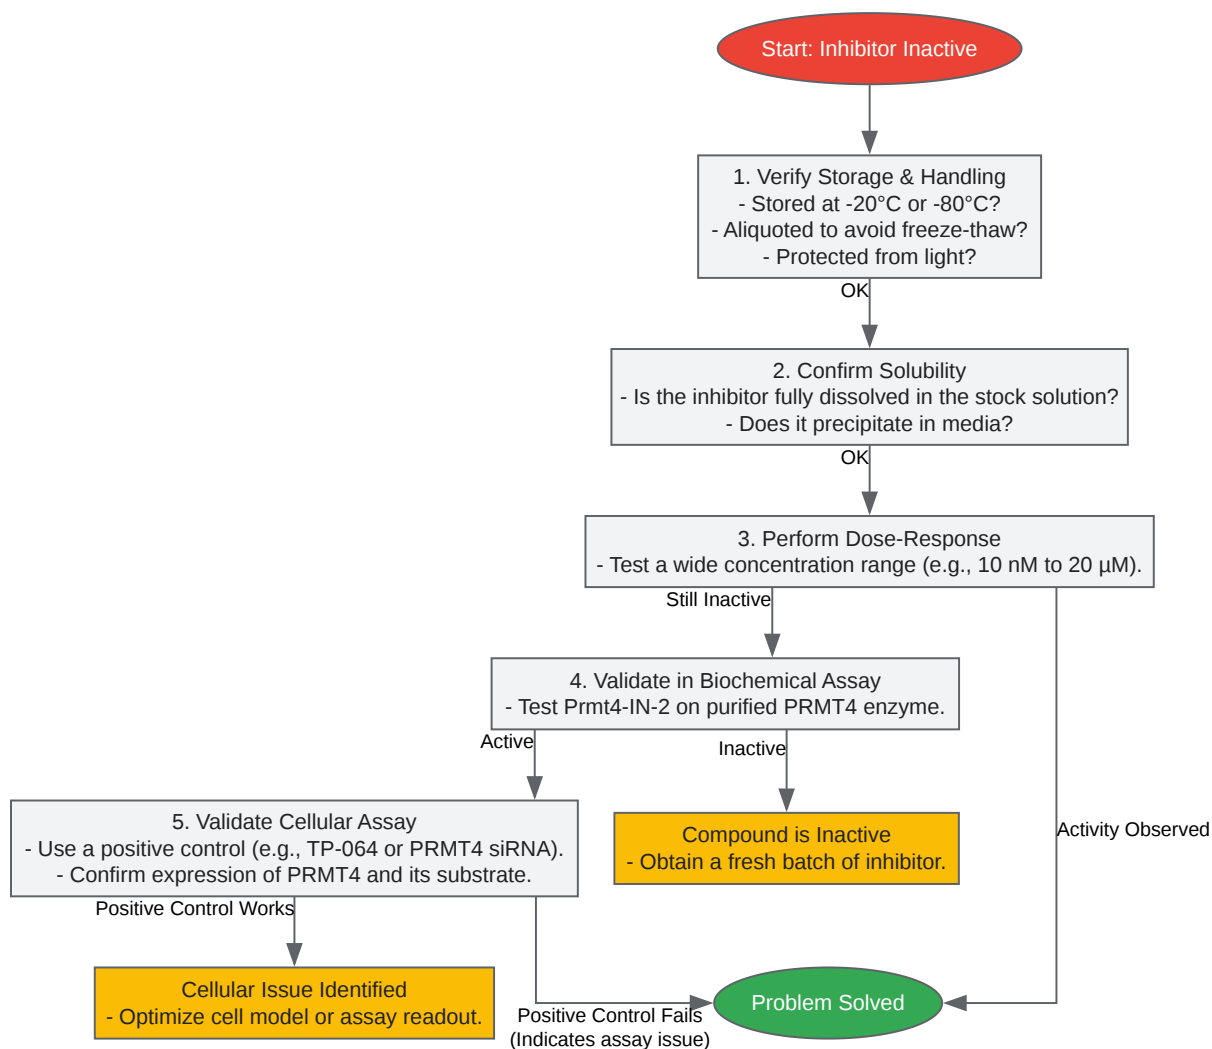 Start: Inhibitor Inactive
1. Verify Storage & Handling
- Stored at -20°C or -80°C?
- Aliquoted to avoid freeze-thaw?
- Protected from light?
OK
2. Confirm Solubility
- Is the inhibitor fully dissolved in the stock solution?
- Does it precipitate in media?
OK
3. Perform Dose-Response
- Test a wide concentration range (e.g., 10 nM to 20 µM).
Still Inactive
4. Validate in Biochemical Assay
- Test Prmt4-IN-2 on purified PRMT4 enzyme.
Active
Inactive
5. Validate Cellular Assay
- Use a positive control (e.g., TP-064 or PRMT4 siRNA).
- Confirm expression of PRMT4 and its substrate.
Compound is Inactive
- Obtain a fresh batch of inhibitor.
Activity Observed
Positive Control Works
Cellular Issue Identified
- Optimize cell model or assay readout.
Positive Control Fails
(Indicates assay issue)
Problem Solved